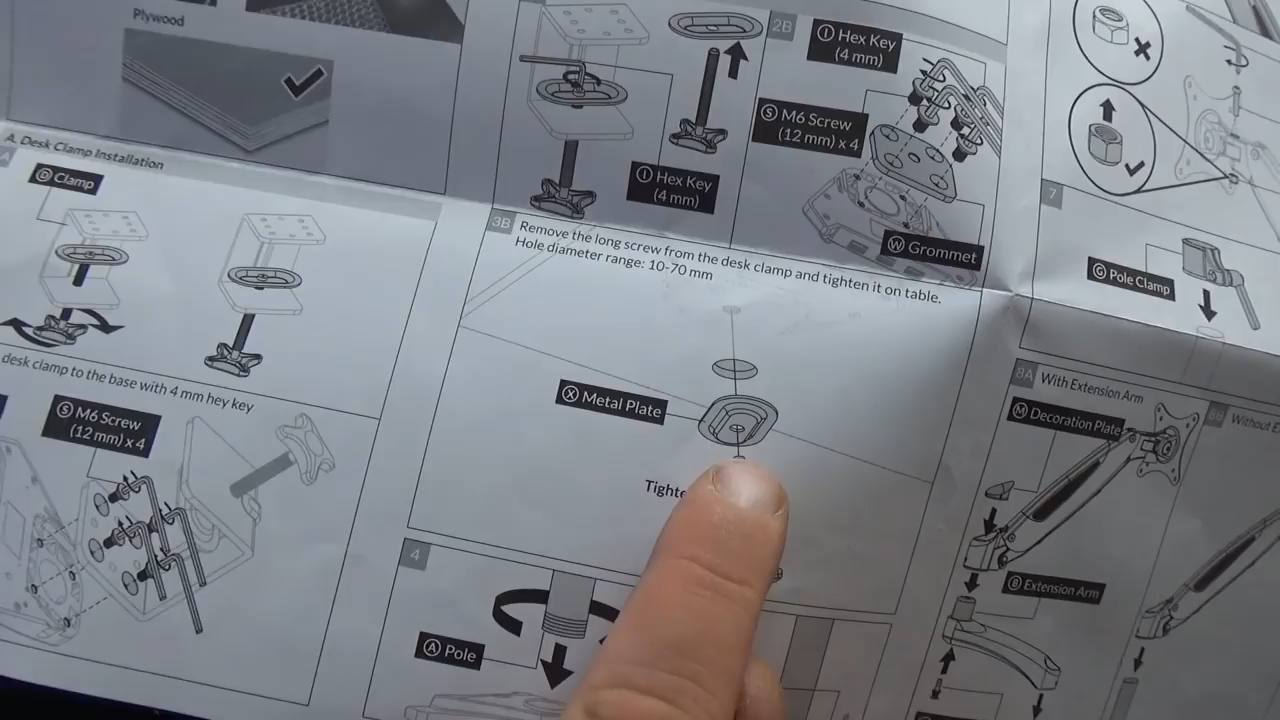 Plywood
A. Desk Clamp Installation
D Clamp
desk clamp to the base with 4 mm hey key
S M6 Screw
(12 mm) x 4
I Hex Key
(4 mm)
2B
I Hex Key
(4 mm)
S M6 Screw
(12 mm) x 4
W Grommet
3B
Remove the long screw from the desk clamp and tighten it on table.
Hole diameter range: 10-70 mm
X Metal Plate
4
A Pole
7
G Pole Clamp
8A With Extension Arm
M Decoration Plate
B Extension Arm
8B Without